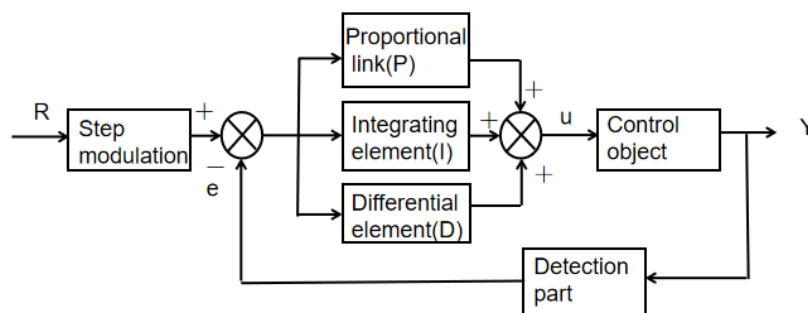 R
Step
modulation
+
−
e
Proportional
link(P)
Integrating
element(I)
Differential
element(D)
+
+
+
u
Control
object
Y
Detection
part